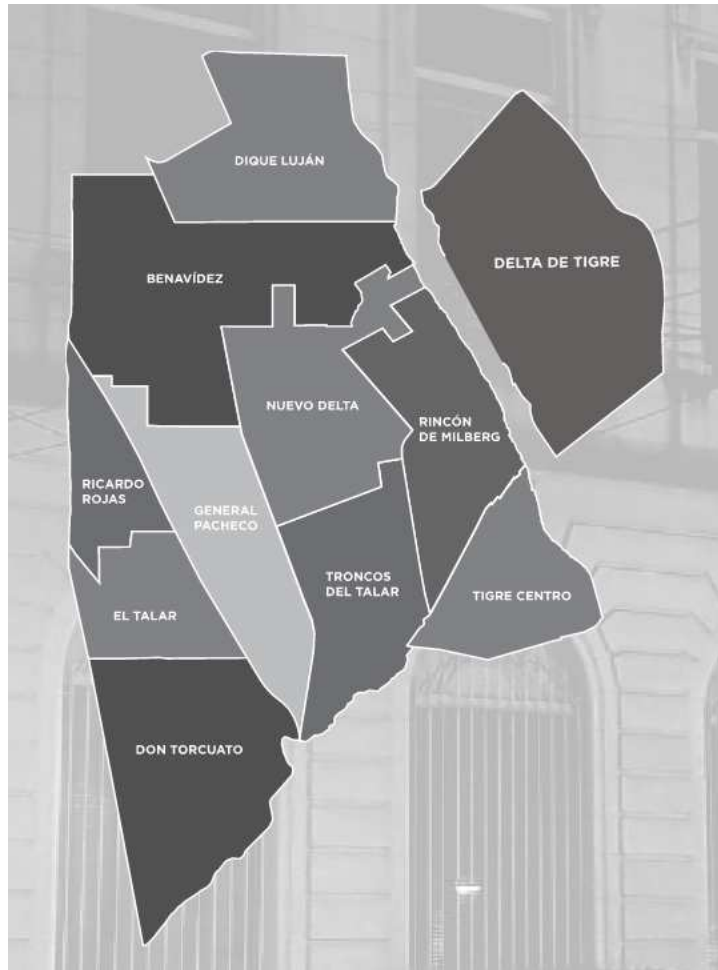 DIQUE LUJÁN
DELTA DE TIGRE
BENAVÍDEZ
NUEVO DELTA
RINCÓN
DE MILBERG
RICARDO
ROJAS
GENERAL
PACHECO
TRONCOS
DEL TALAR
TIGRE CENTRO
EL TALAR
DON TORCUATO